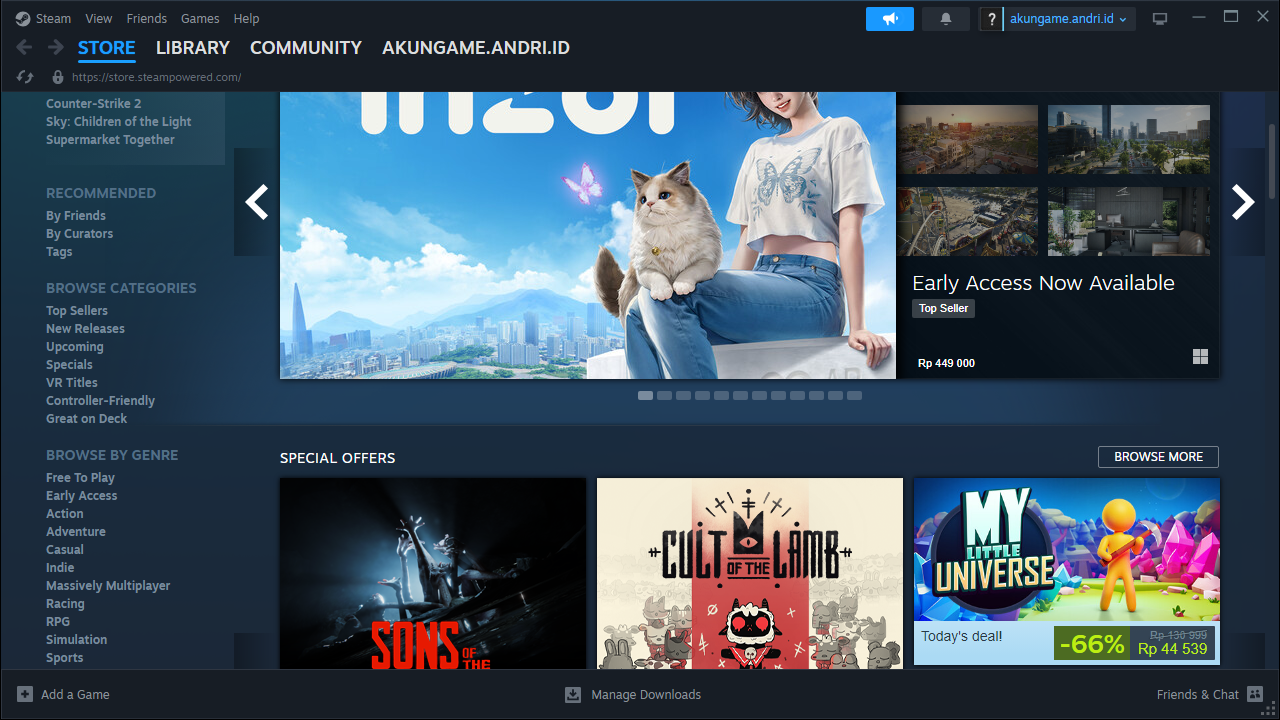 Steam View Friends Games Help
? akungame.andri.id
STORE LIBRARY COMMUNITY AKUNGAME.ANDRI.ID
https://store.steampowered.com/
Counter-Strike 2
Sky: Children of the Light
Supermarket Together
RECOMMENDED
By Friends
By Curators
Tags
BROWSE CATEGORIES
Top Sellers
New Releases
Upcoming
Specials
VR Titles
Controller-Friendly
Great on Deck
BROWSE BY GENRE
Free To Play
Early Access
Action
Adventure
Casual
Indie
Massively Multiplayer
Racing
RPG
Simulation
Sports
inZOI
Early Access Now Available
Top Seller
Rp 449 000
SPECIAL OFFERS
BROWSE MORE
SONS OF THE
CULT OF THE LAMB
MY LITTLE UNIVERSE
Today's deal!
-66%
Rp 130 999
Rp 44 539
Add a Game
Manage Downloads
Friends & Chat